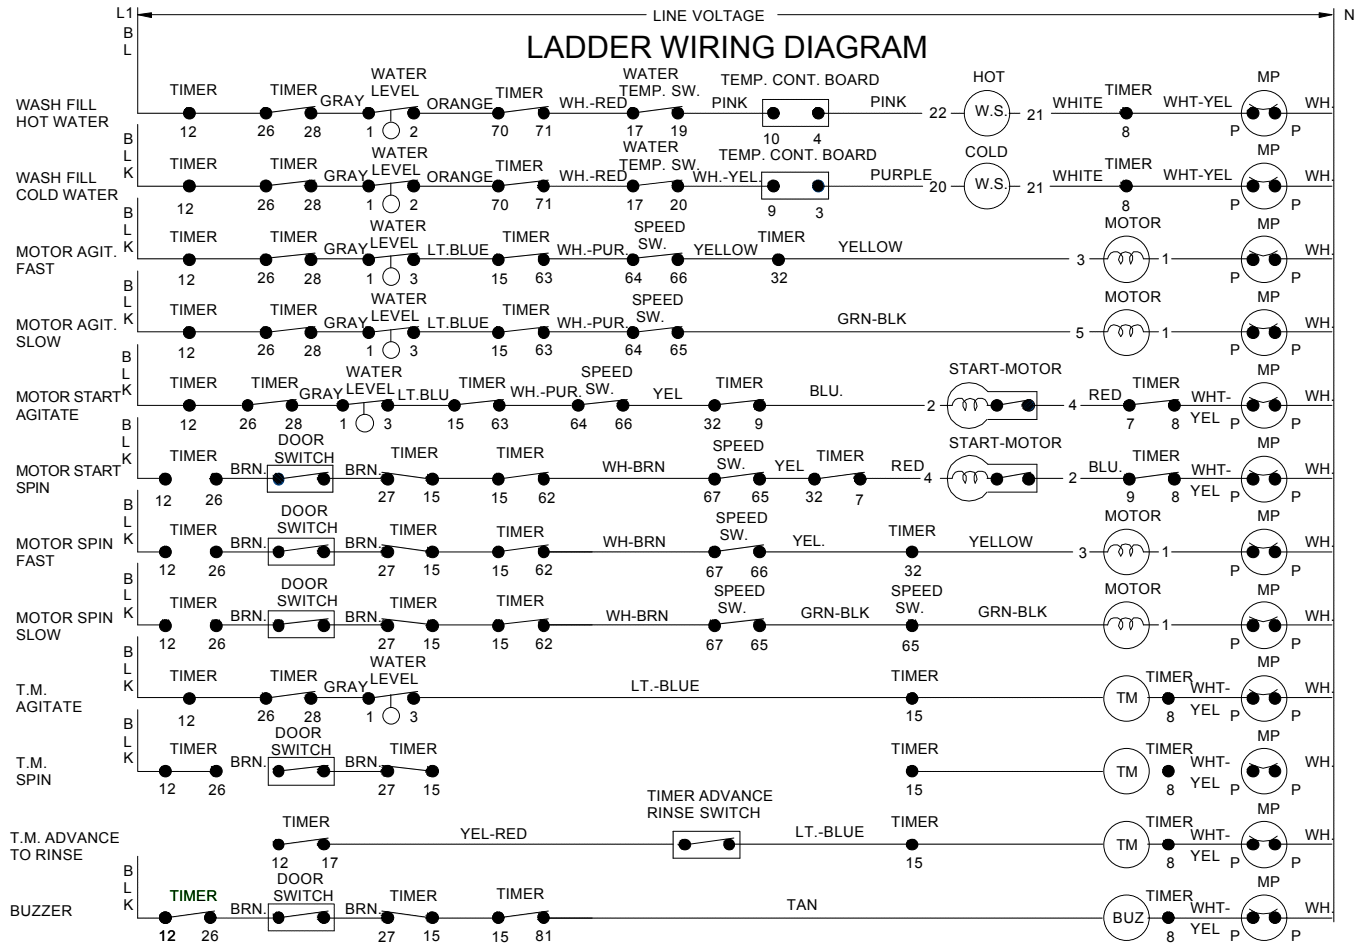 L1
LINE VOLTAGE
N
B
L
LADDER WIRING DIAGRAM
WASH FILL
HOT WATER
TIMER
12
TIMER
26 28
GRAY
WATER
LEVEL
1 2
ORANGE
TIMER
70 71
WH.-RED
WATER
TEMP. SW.
17 19
PINK
TEMP. CONT. BOARD
10 4
PINK
22
HOT
W.S.
21
WHITE
TIMER
8
WHT-YEL
MP
P P
WH.
B
L
K
WASH FILL
COLD WATER
TIMER
12
TIMER
26 28
GRAY
WATER
LEVEL
1 2
ORANGE
TIMER
70 71
WH.-RED
WATER
TEMP. SW.
17 20
WH.-YEL.
TEMP. CONT. BOARD
9 3
PURPLE
20
COLD
W.S.
21
WHITE
TIMER
8
WHT-YEL
MP
P P
WH.
B
L
K
MOTOR AGIT.
FAST
TIMER
12
TIMER
26 28
GRAY
WATER
LEVEL
1 3
LT.BLUE
TIMER
15 63
WH.-PUR.
SPEED
SW.
64 66
YELLOW
TIMER
32
YELLOW
3
MOTOR
1
MP
P P
WH.
B
L
K
MOTOR AGIT.
SLOW
TIMER
12
TIMER
26 28
GRAY
WATER
LEVEL
1 3
LT.BLUE
TIMER
15 63
WH.-PUR.
SPEED
SW.
64 65
GRN-BLK
5
MOTOR
1
MP
P P
WH.
B
L
K
MOTOR START
AGITATE
TIMER
12
TIMER
26 28
GRAY
WATER
LEVEL
1 3
LT.BLU
TIMER
15 63
WH.-PUR.
SPEED
SW.
64 66
YEL
TIMER
32 9
BLU.
2
START-MOTOR
4
RED
TIMER
7 8
WHT-
YEL
MP
P P
WH.
B
L
K
MOTOR START
SPIN
TIMER
12 26
BRN.
DOOR
SWITCH
BRN.
TIMER
27 15
TIMER
15 62
WH-BRN
SPEED
SW.
67 65
YEL
TIMER
32 7
RED
4
START-MOTOR
2
BLU.
TIMER
9 8
WHT-
YEL
MP
P P
WH.
B
L
K
MOTOR SPIN
FAST
TIMER
12 26
BRN.
DOOR
SWITCH
BRN.
TIMER
27 15
TIMER
15 62
WH-BRN
SPEED
SW.
67 66
YEL.
TIMER
32
YELLOW
3
MOTOR
1
MP
P P
WH.
B
L
K
MOTOR SPIN
SLOW
TIMER
12 26
BRN.
DOOR
SWITCH
BRN.
TIMER
27 15
TIMER
15 62
WH-BRN
SPEED
SW.
67 65
GRN-BLK
SPEED
SW.
65
GRN-BLK
MOTOR
1
MP
P P
WH.
B
L
K
T.M.
AGITATE
TIMER
12
TIMER
26 28
GRAY
WATER
LEVEL
1 3
LT.-BLUE
TIMER
15
TM
TIMER
8
WHT-
YEL
MP
P P
WH.
B
L
K
T.M.
SPIN
TIMER
12 26
BRN.
DOOR
SWITCH
BRN.
TIMER
27 15
TIMER
15
TM
TIMER
8
WHT-
YEL
MP
P P
WH.
T.M. ADVANCE
TO RINSE
TIMER
12 17
YEL-RED
TIMER ADVANCE
RINSE SWITCH
LT.-BLUE
TIMER
15
TM
TIMER
8
WHT-
YEL
MP
P P
WH.
B
L
K
BUZZER
TIMER
12 26
BRN.
DOOR
SWITCH
BRN.
TIMER
27 15
TIMER
15 81
TAN
BUZ
TIMER
8
WHT-
YEL
MP
P P
WH.